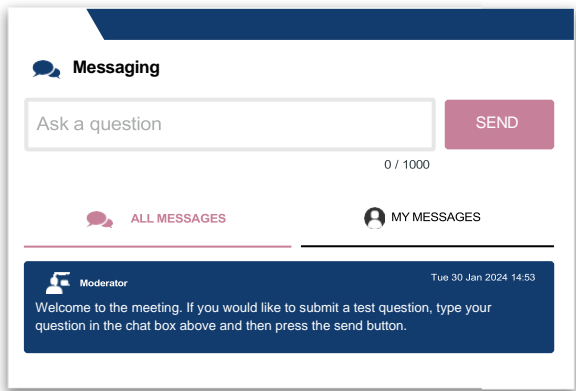 Messaging
Ask a question
SEND
0 / 1000
ALL MESSAGES
MY MESSAGES
Moderator
Tue 30 Jan 2024 14:53
Welcome to the meeting. If you would like to submit a test question, type your
question in the chat box above and then press the send button.